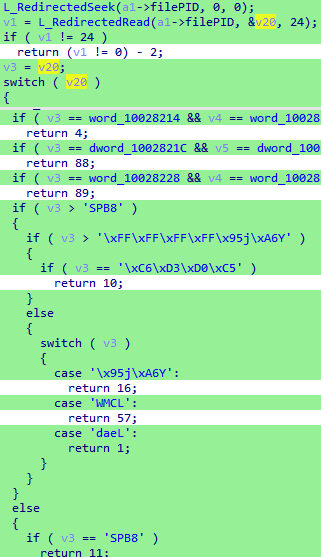 L_RedirectedSeek(a1->filePID, 0, 0);
v1 = L_RedirectedRead(a1->filePID, &v20, 24);
if ( v1 != 24 )
return (v1 != 0) - 2;
v3 = v20;
switch ( v20 )
{
if ( v3 == word_10028214 && v4 == word_10028
return 4;
if ( v3 == dword_1002821C && v5 == dword_100
return 88;
if ( v3 == word_10028228 && v4 == word_10028
return 89;
if ( v3 > 'SPB8' )
{
if ( v3 > '\xFF\xFF\xFF\xFF\x95j\xA6Y' )
{
if ( v3 == '\xC6\xD3\xD0\xC5' )
return 10;
}
else
{
switch ( v3 )
{
case '\x95j\xA6Y':
return 16;
case 'WMCL':
return 57;
case 'daeL':
return 1;
}
}
}
else
{
if ( v3 == 'SPB8' )
return 11;